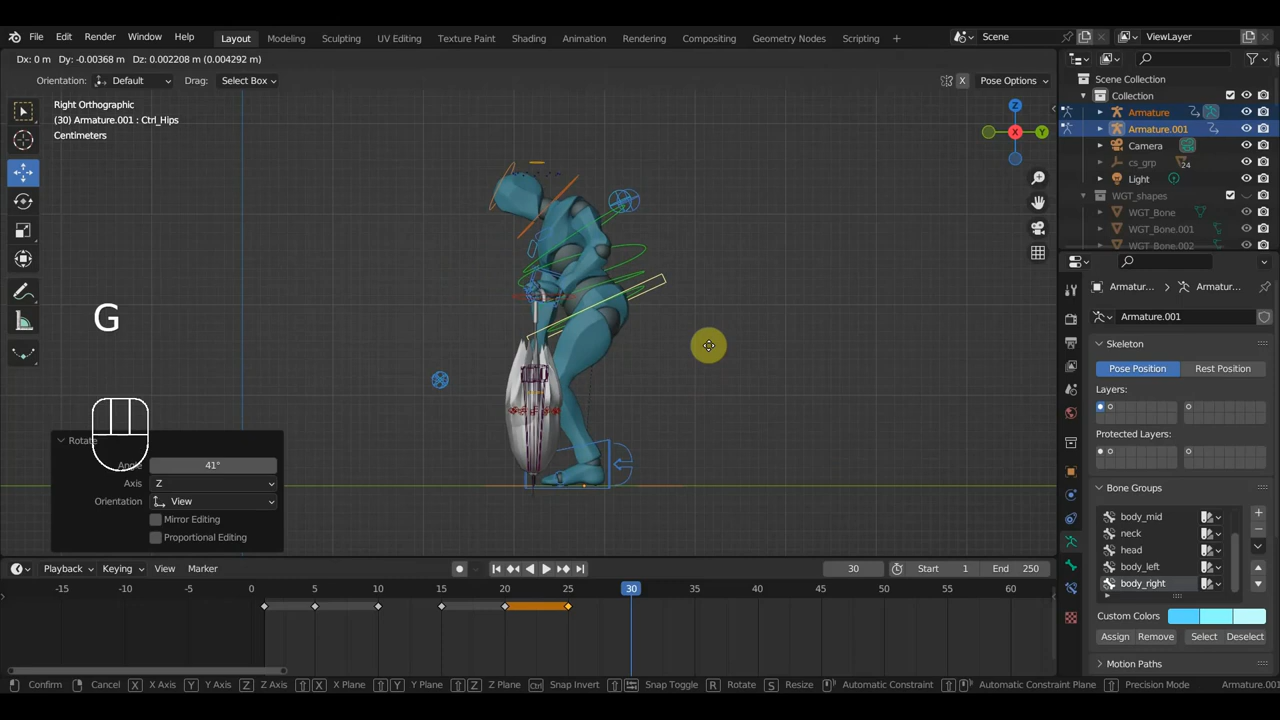 File Edit Render Window Help Layout Modeling Sculpting UV Editing Texture Paint Shading Animation Rendering Compositing Geometry Nodes Scripting + Scene ViewLayer
Dx: 0 m Dy: -0.00368 m Dz: 0.002208 m (0.004292 m)
Orientation: Default Drag: Select Box X Pose Options
Right Orthographic
(30) Armature.001 : Ctrl_Hips
Centimeters
Z
X
Y
G
Rotate
Angle 41°
Axis Z
Orientation View
Mirror Editing
Proportional Editing
Scene Collection
Collection
Armature
Armature.001
Camera
cs_grp 24
Light
WGT_shapes
WGT_Bone
WGT_Bone.001
WGT_Bone.002
Armatur... Armature...
Armature.001
Skeleton
Pose Position Rest Position
Layers:
Protected Layers:
Bone Groups
body_mid
neck
head
body_left
body_right
Custom Colors
Assign Remove Select Deselect
Motion Paths
Playback Keying View Marker 30 Start 1 End 250
-15 -10 -5 0 5 10 15 20 25 30 35 40 45 50 55 60
Confirm Cancel X X Axis Y Y Axis Z Z Axis X X Plane Y Y Plane Z Z Plane Ctrl Snap Invert Snap Toggle R Rotate S Resize Automatic Constraint Automatic Constraint Plane Precision Mode Armature.001